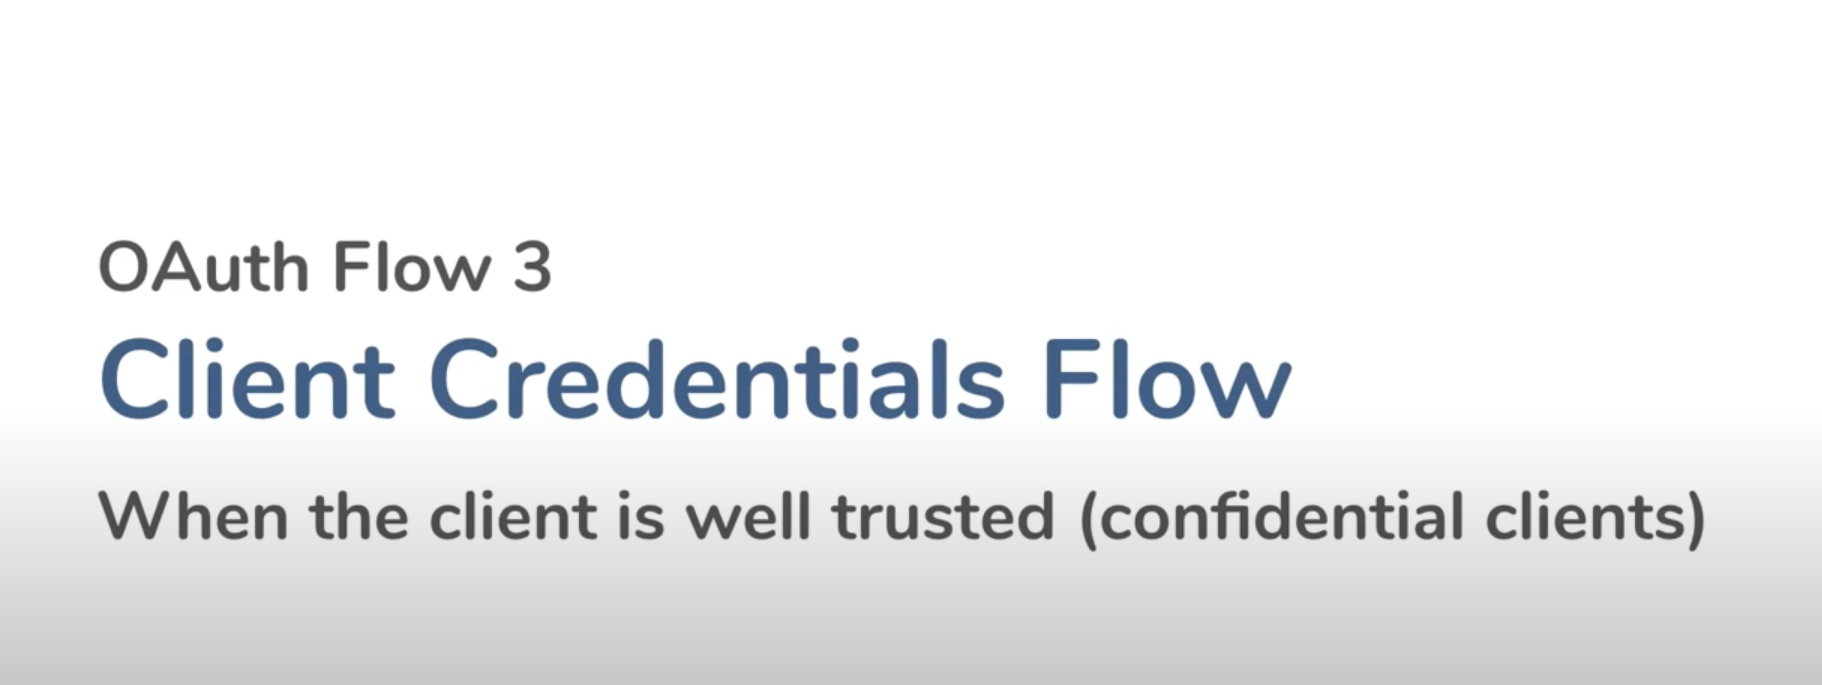 OAuth Flow 3
Client Credentials Flow
When the client is well trusted (confidential clients)